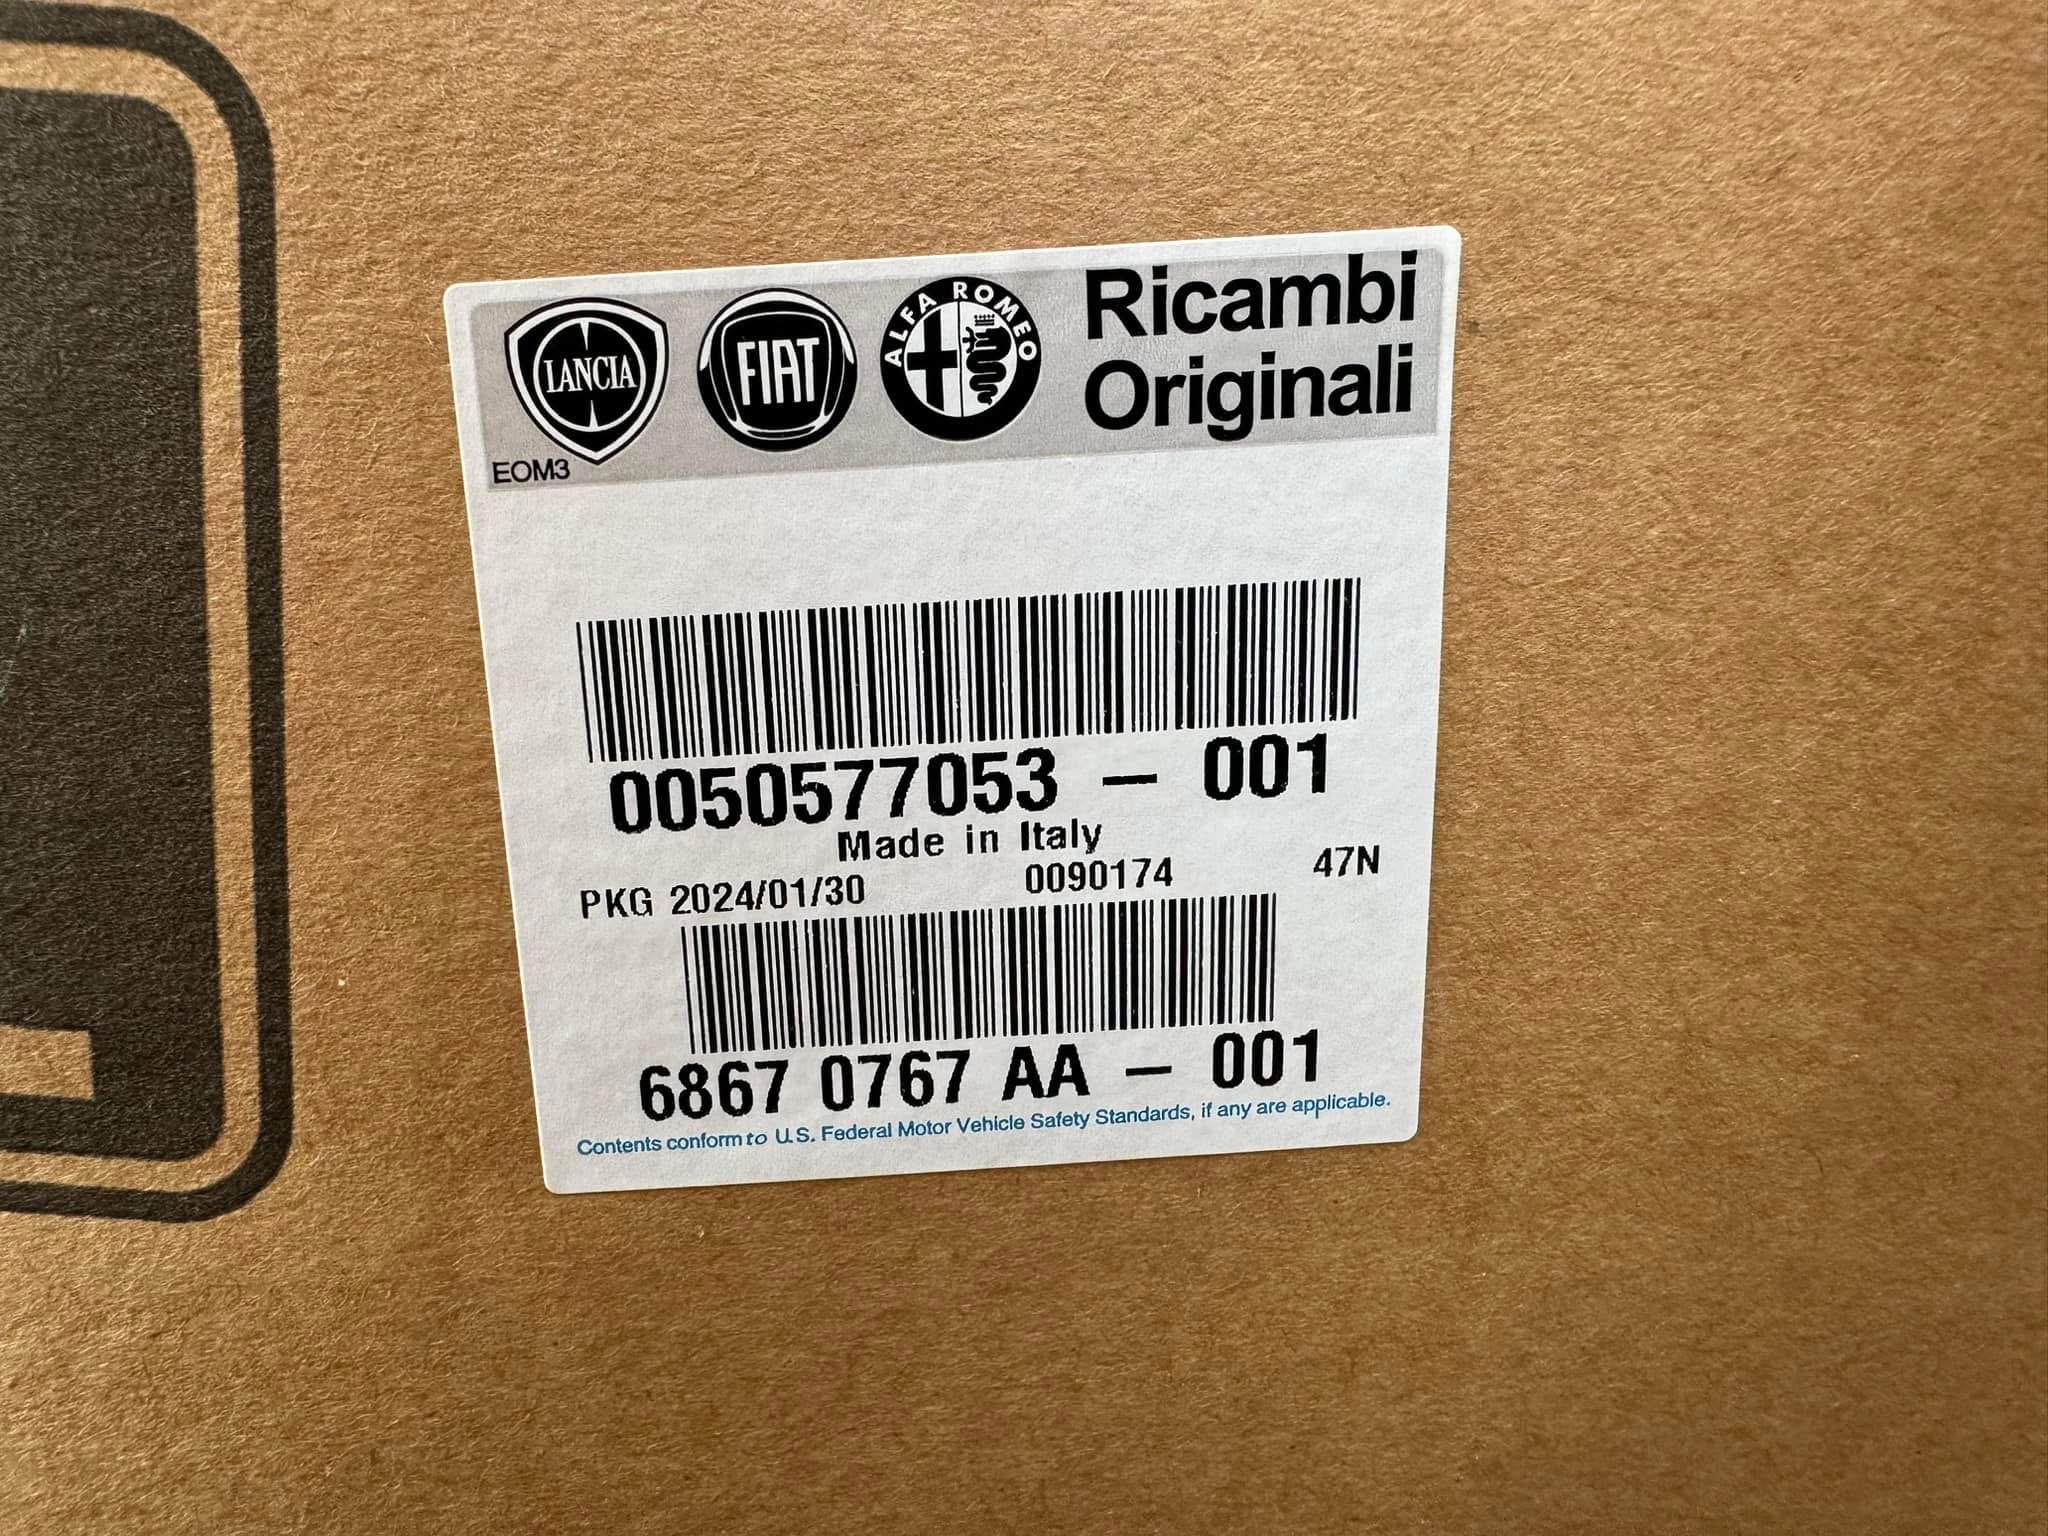 LANCIA
FIAT
ALFA ROMEO
Ricambi
Originali
EOM3
0050577053 - 001
Made in Italy
PKG 2024/01/30 0090174 47N
6867 0767 AA - 001
Contents conform to U.S. Federal Motor Vehicle Safety Standards, if any are applicable.